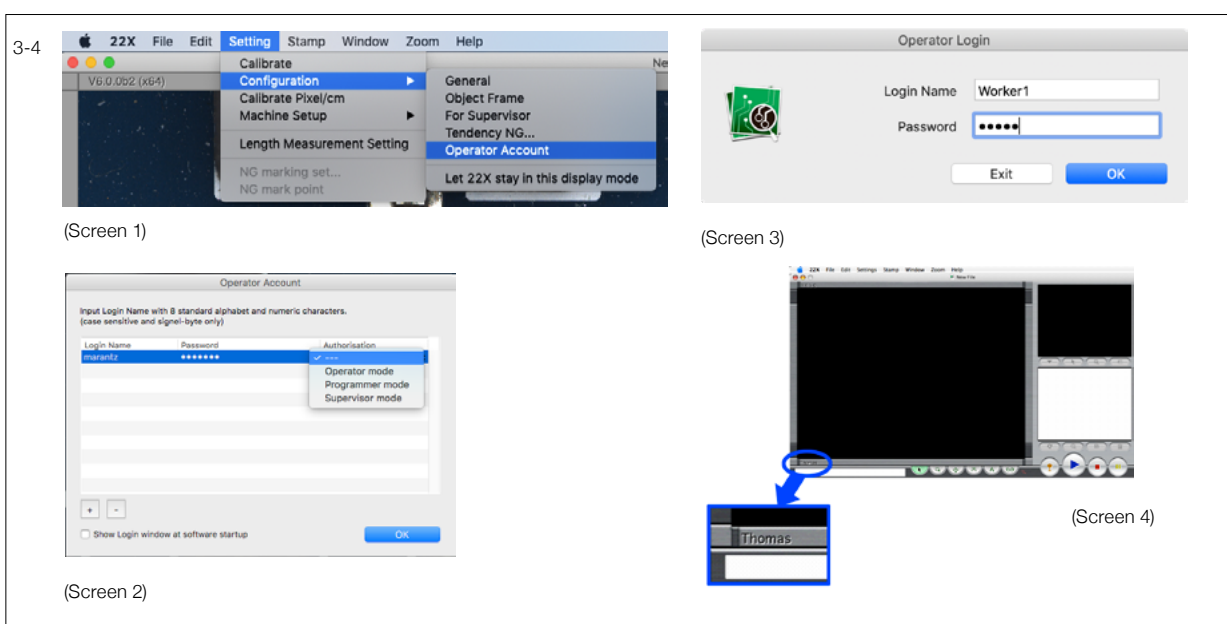 3-4
22X File Edit Setting Stamp Window Zoom Help
Ne
V6.0.0b2 (x64)
Calibrate
Configuration
Calibrate Pixel/cm
Machine Setup
Length Measurement Setting
NG marking set...
NG mark point
General
Object Frame
For Supervisor
Tendency NG...
Operator Account
Let 22X stay in this display mode
(Screen 1)
Operator Login
Login Name Worker1
Password •••••
Exit OK
(Screen 3)
Operator Account
Input Login Name with 8 standard alphabet and numeric characters.
(case sensitive and signel-byte only)
Login Name Password Authorisation
marantz ••••••• ✓ ---
Operator mode
Programmer mode
Supervisor mode
+ -
Show Login window at software startup OK
(Screen 2)
22X File Edit Settings Stamp Window Zoom Help
New File
Thomas
(Screen 4)